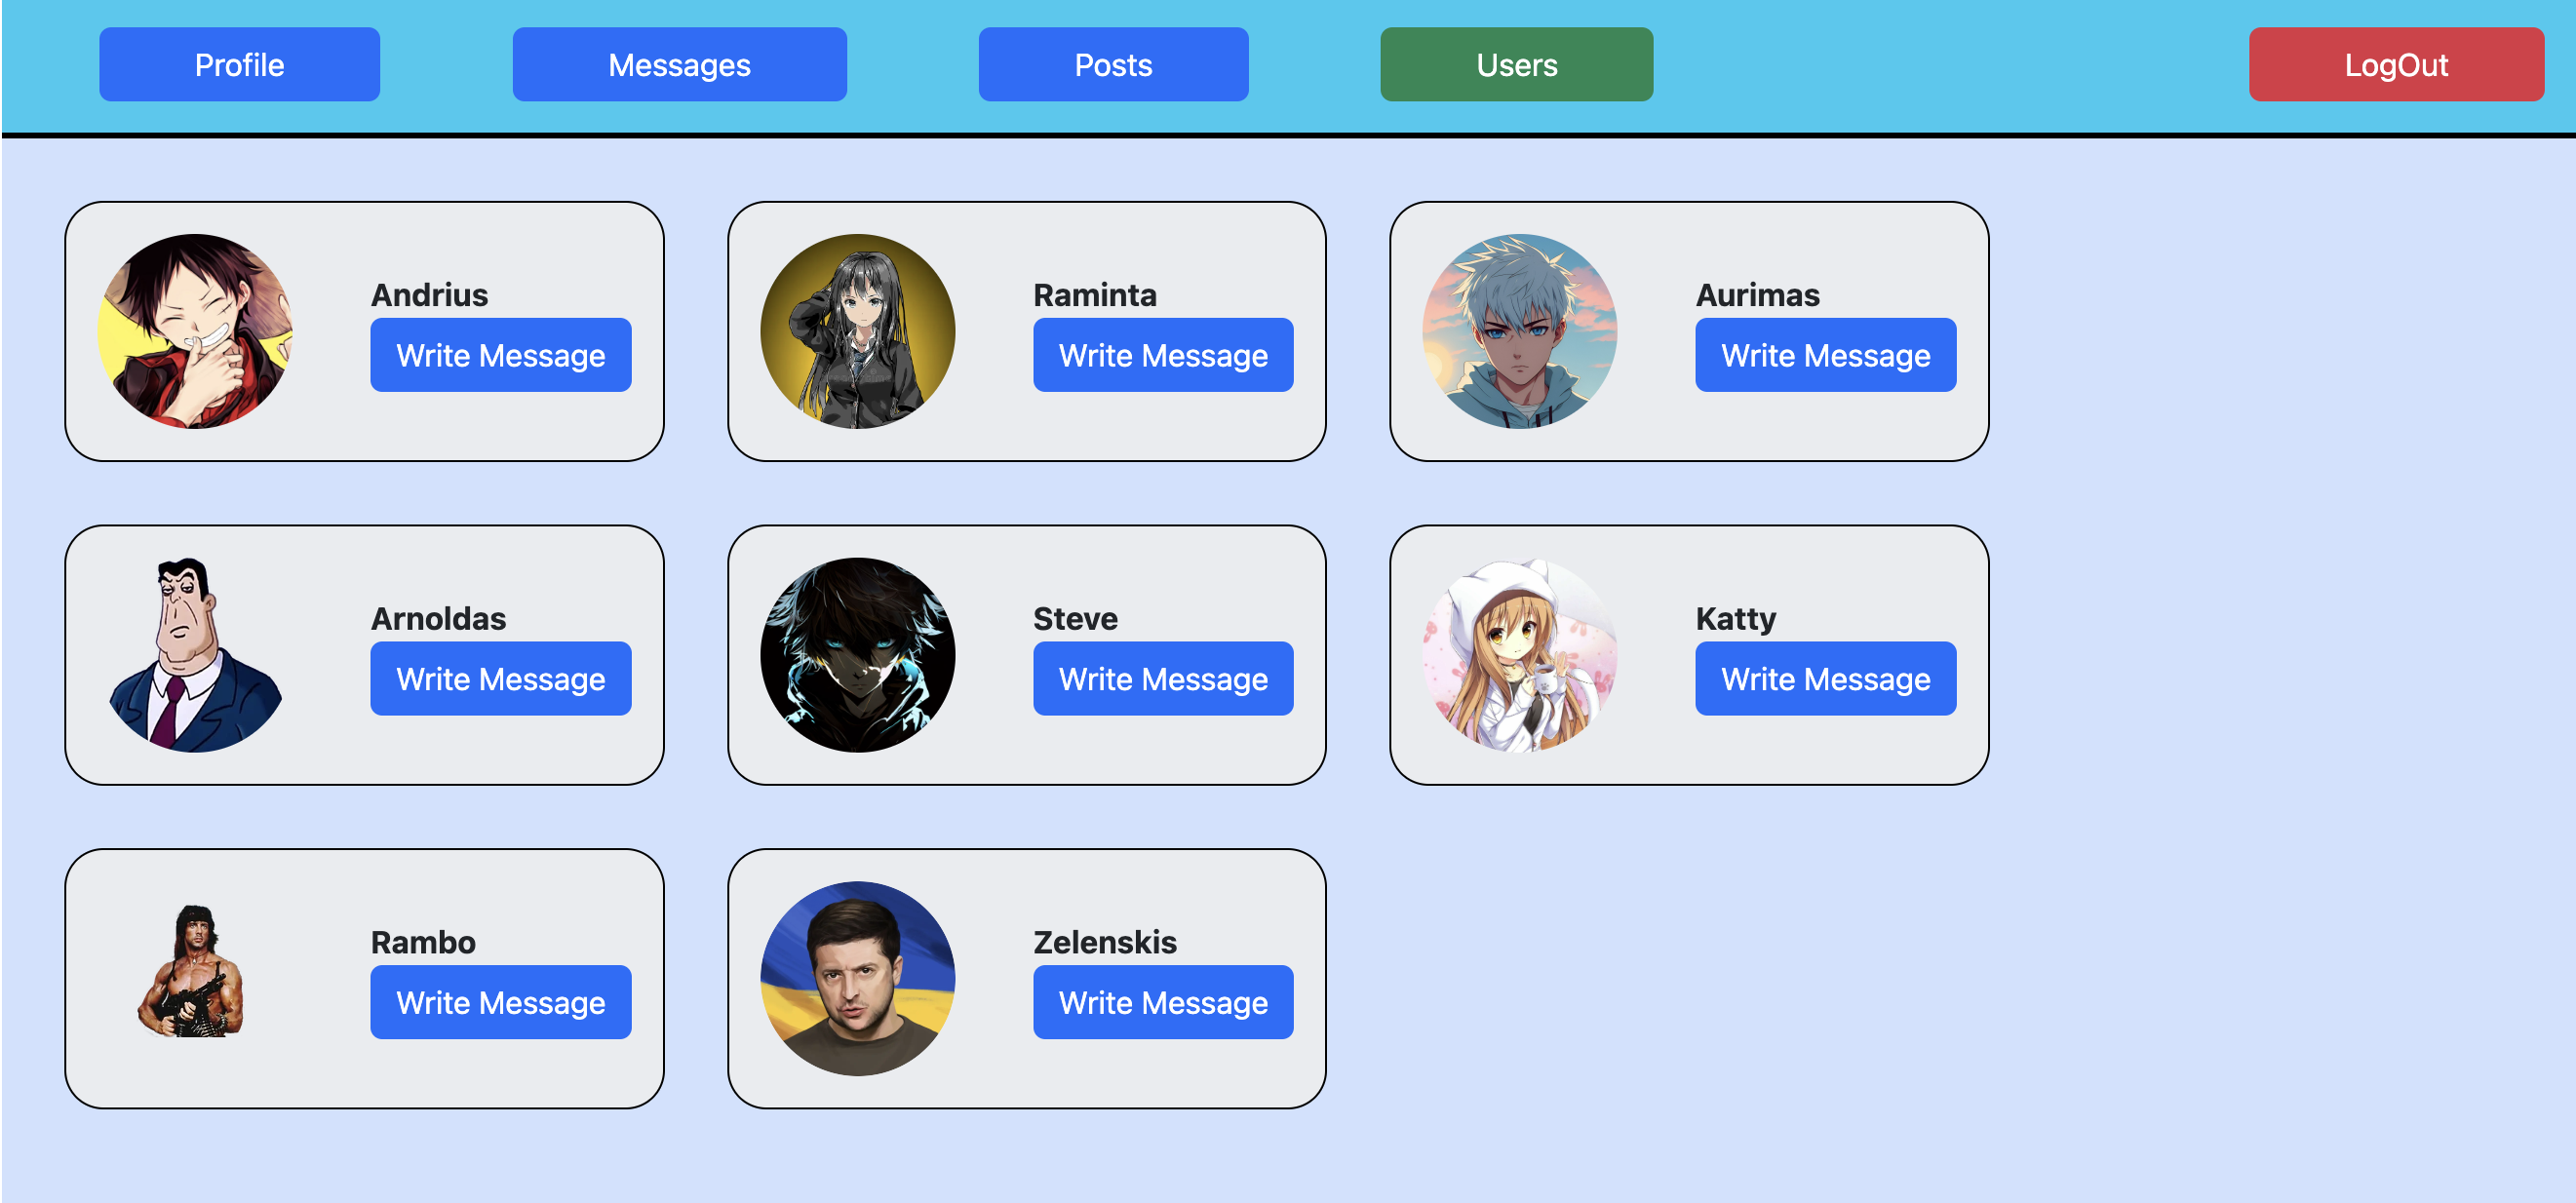 Profile Messages Posts Users LogOut
Andrius
Write Message
Raminta
Write Message
Aurimas
Write Message
Arnoldas
Write Message
Steve
Write Message
Katty
Write Message
Rambo
Write Message
Zelenskis
Write Message